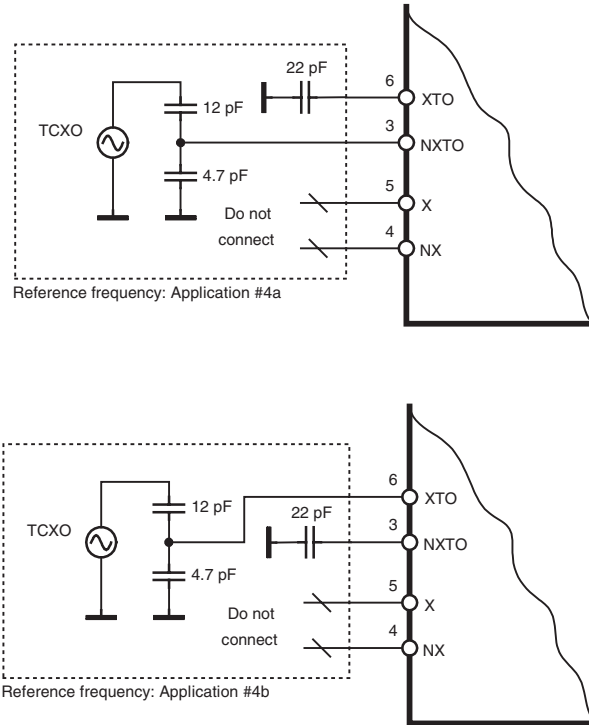 22 pF
6
XTO
12 pF
3
TCXO
NXTO
4.7 pF
5
X
Do not
connect
4
NX
Reference frequency: Application #4a
6
XTO
12 pF
22 pF
3
TCXO
NXTO
4.7 pF
5
X
Do not
connect
4
NX
Reference frequency: Application #4b